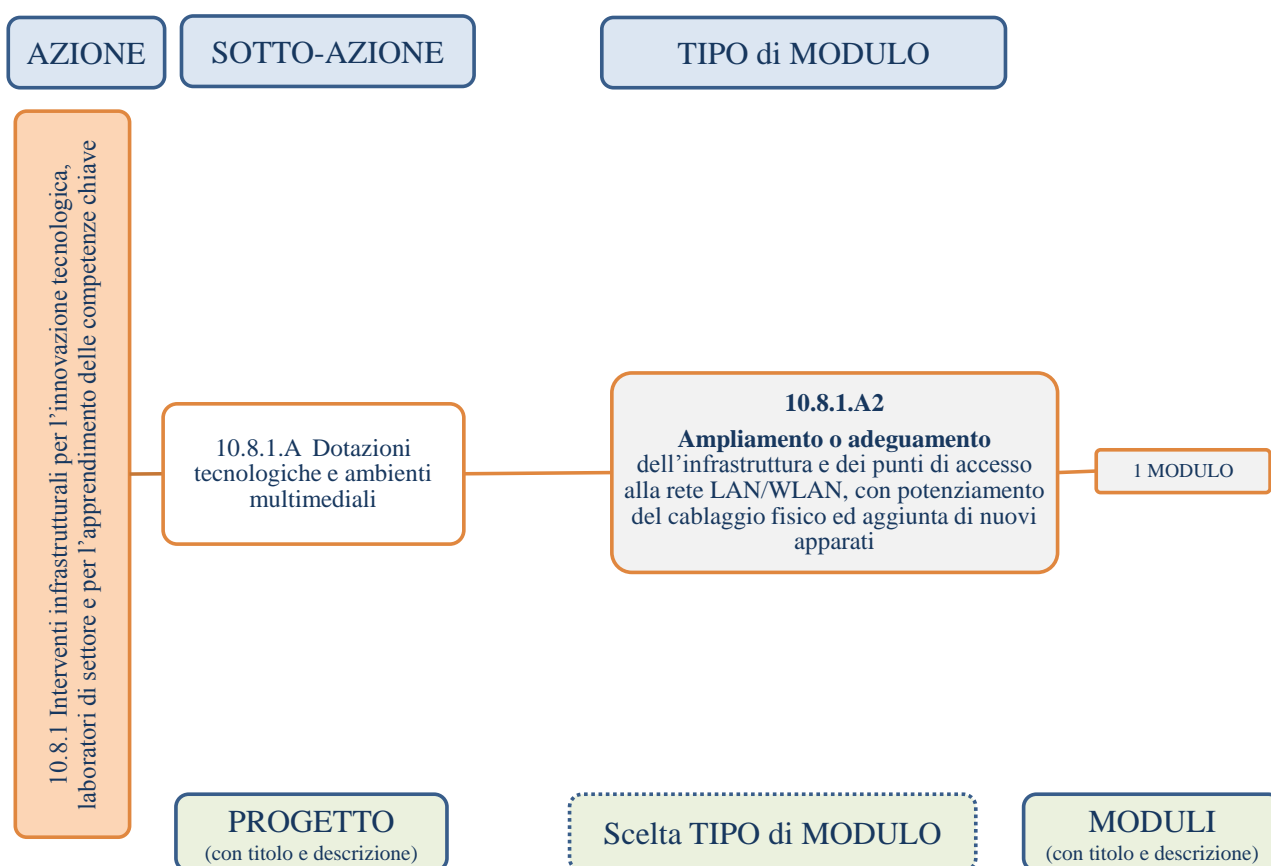 AZIONE
SOTTO-AZIONE
TIPO di MODULO
10.8.1 Interventi infrastrutturali per l’innovazione tecnologica,
laboratori di settore e per l’apprendimento delle competenze chiave
10.8.1.A Dotazioni
tecnologiche e ambienti
multimediali
10.8.1.A2
Ampliamento o adeguamento
dell’infrastruttura e dei punti di accesso
alla rete LAN/WLAN, con potenziamento
del cablaggio fisico ed aggiunta di nuovi
apparati
1 MODULO
PROGETTO
(con titolo e descrizione)
Scelta TIPO di MODULO
MODULI
(con titolo e descrizione)